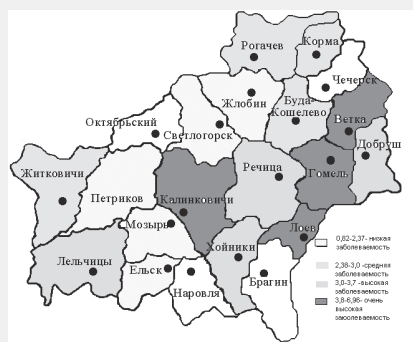 Рогачев
Корма
Чечерск
Жлобин
Буда-
Кошелево
Октябрьский
Светлогорск
Ветка
Добруш
Житковичи
Петриков
Калинковичи
Речица
Гомель
Мозырь
Лоев
Хойники
Лельчицы
Ельск
Наровля
Брагин
0,82-2,37- низкая
заболеваемость
2,38-3,0 -средняя
заболеваемость
3,0-3,7 -высокая
заболеваемость
3,8-6,96- очень
высокая
заболеваемость